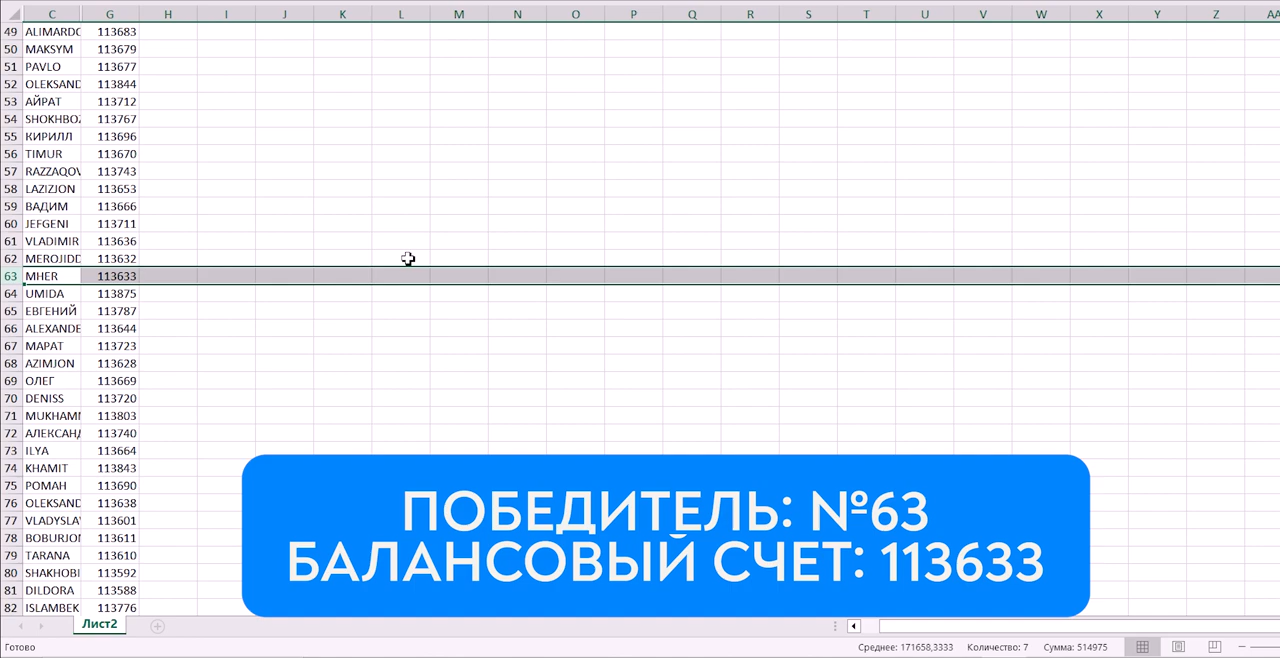 C G H I J K L M N O P Q R S T U V W X Y Z AA
49 ALIMARDO 113683
50 MAKSYM 113679
51 PAVLO 113677
52 OLEKSAND 113844
53 АЙРАТ 113712
54 SHOKHBOZ 113767
55 КИРИЛЛ 113696
56 TIMUR 113670
57 RAZZAQOV 113743
58 LAZIZJON 113653
59 ВАДИМ 113666
60 JEFGENI 113711
61 VLADIMIR 113636
62 MEROJIDD 113632
63 MHER 113633
64 UMIDA 113875
65 ЕВГЕНИЙ 113787
66 ALEXANDE 113644
67 МАРАТ 113723
68 AZIMJON 113628
69 ОЛЕГ 113669
70 DENISS 113720
71 MUKHAMM 113803
72 АЛЕКСАНД 113740
73 ILYA 113664
74 KHAMIT 113843
75 РОМАН 113690
76 OLEKSAND 113638
77 VLADYSLAV 113601
78 BOBURJON 113611
79 TARANA 113610
80 SHAKHOBI 113592
81 DILDORA 113588
82 ISLAMBEK 113776
ПОБЕДИТЕЛЬ: №63
БАЛАНСОВЫЙ СЧЕТ: 113633
Лист2
Готово Среднее: 171658,3333 Количество: 7 Сумма: 514975